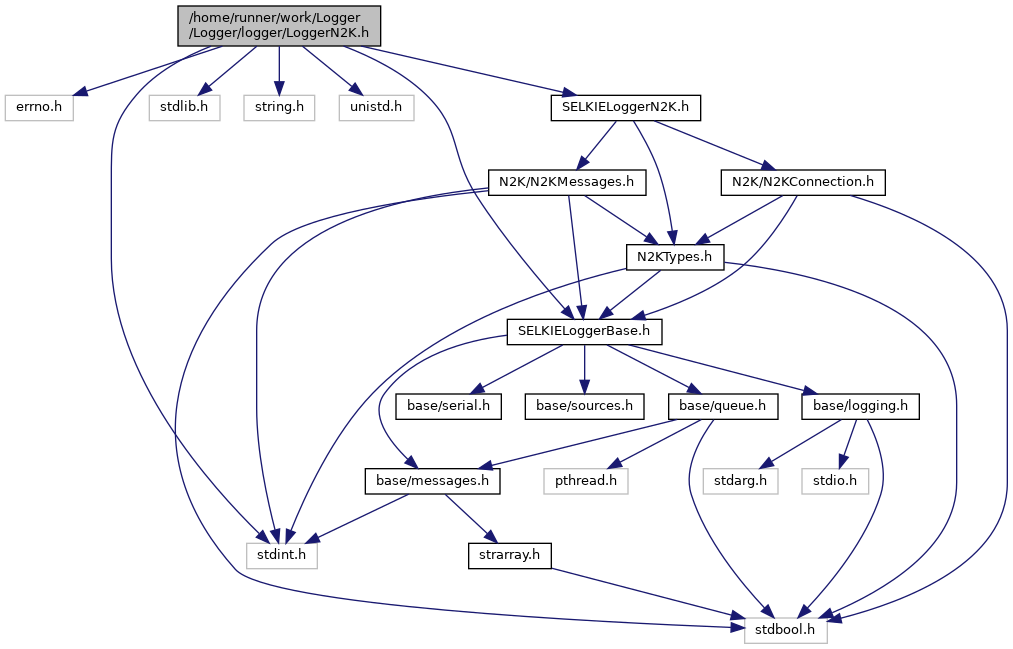 /home/runner/work/Logger
/Logger/logger/LoggerN2K.h
errno.h
stdlib.h
string.h
unistd.h
SELKIELoggerN2K.h
N2K/N2KMessages.h
N2K/N2KConnection.h
N2KTypes.h
SELKIELoggerBase.h
base/serial.h
base/sources.h
base/queue.h
base/logging.h
base/messages.h
pthread.h
stdarg.h
stdio.h
stdint.h
strarray.h
stdbool.h